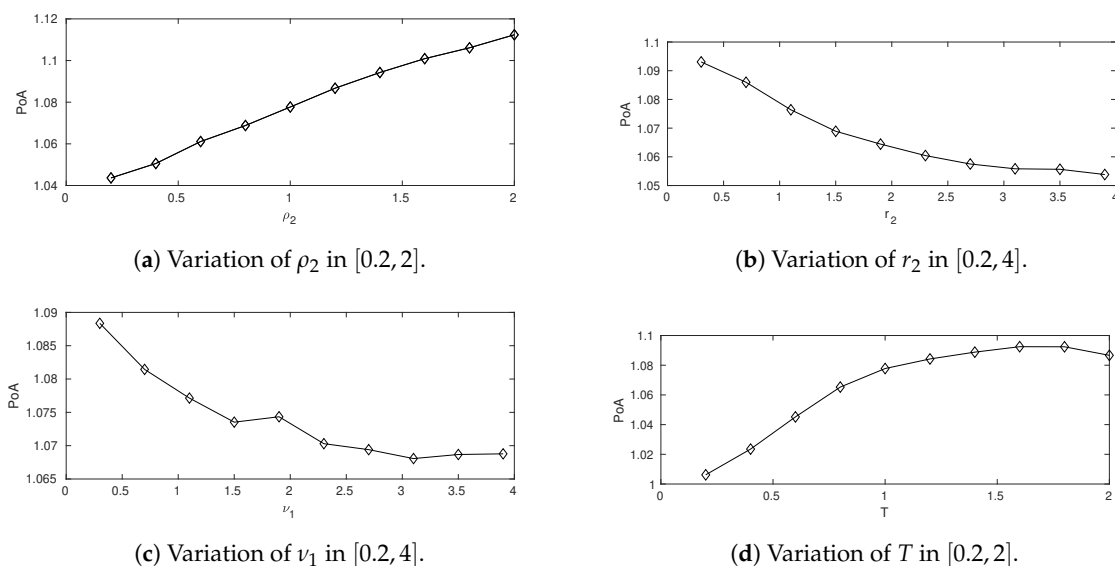 1.12
1.1
1.08
1.06
1.04
PoA
0 0.5 1 1.5 2
ρ₂
(a) Variation of ρ₂ in [0.2, 2].
1.1
1.09
1.08
1.07
1.06
1.05
PoA
0 0.5 1 1.5 2 2.5 3 3.5 4
r₂
(b) Variation of r₂ in [0.2, 4].
1.09
1.085
1.08
1.075
1.07
1.065
PoA
0 0.5 1 1.5 2 2.5 3 3.5 4
ν₁
(c) Variation of ν₁ in [0.2, 4].
1.1
1.08
1.06
1.04
1.02
1
PoA
0 0.5 1 1.5 2
T
(d) Variation of T in [0.2, 2].